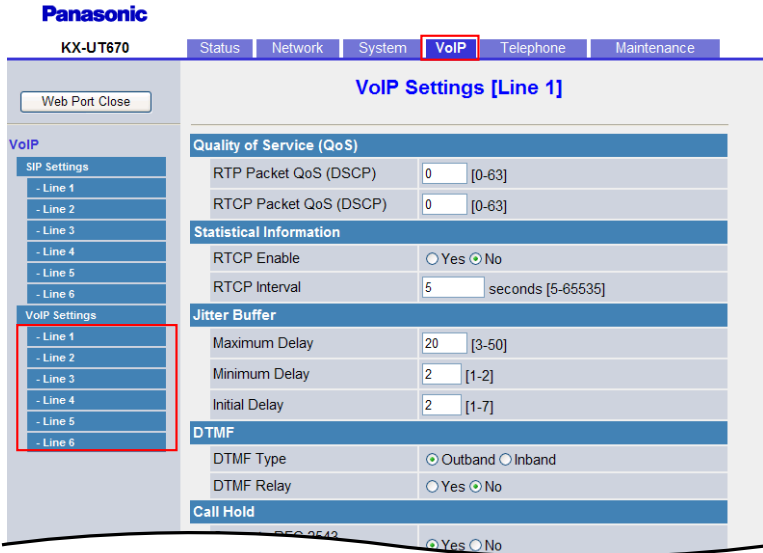 Panasonic
KX-UT670
Status Network System VoIP Telephone Maintenance
Web Port Close
VoIP
SIP Settings
- Line 1
- Line 2
- Line 3
- Line 4
- Line 5
- Line 6
VoIP Settings
- Line 1
- Line 2
- Line 3
- Line 4
- Line 5
- Line 6
VoIP Settings [Line 1]
Quality of Service (QoS)
RTP Packet QoS (DSCP) 0 [0-63]
RTCP Packet QoS (DSCP) 0 [0-63]
Statistical Information
RTCP Enable Yes No
RTCP Interval 5 seconds [5-65535]
Jitter Buffer
Maximum Delay 20 [3-50]
Minimum Delay 2 [1-2]
Initial Delay 2 [1-7]
DTMF
DTMF Type Outband Inband
DTMF Relay Yes No
Call Hold
RFC 2543 Yes No